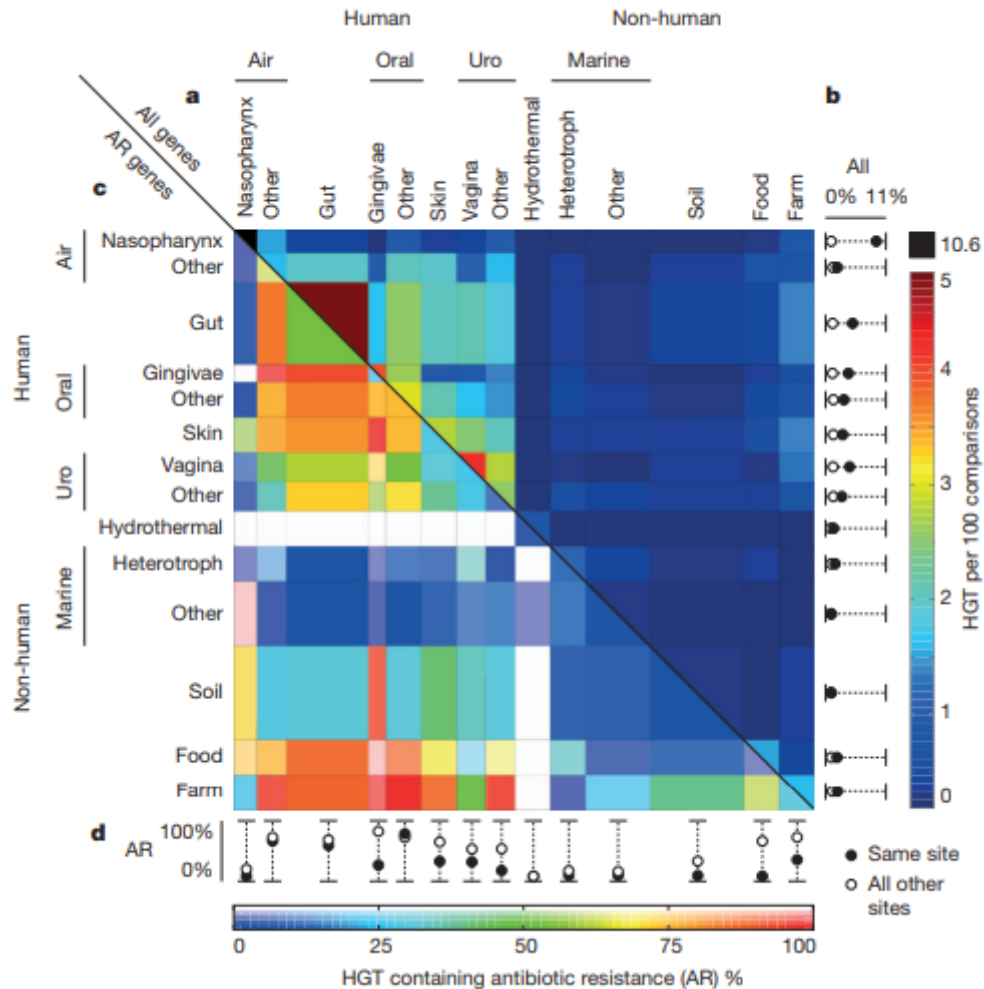 Human Non-human
Air Oral Uro Marine
a b
All genes
AR genes
c
Nasopharynx
Other
Gut
Gingivae
Other
Skin
Vagina
Other
Hydrothermal
Heterotroph
Other
Soil
Food
Farm
All
0% 11%
Human
Air
Nasopharynx
Other
Gut
Oral
Gingivae
Other
Skin
Uro
Vagina
Other
Non-human
Hydrothermal
Marine
Heterotroph
Other
Soil
Food
Farm
10.6
5
4
3
2
1
0
HGT per 100 comparisons
d
AR
100%
0%
Same site
All other
sites
0 25 50 75 100
HGT containing antibiotic resistance (AR) %